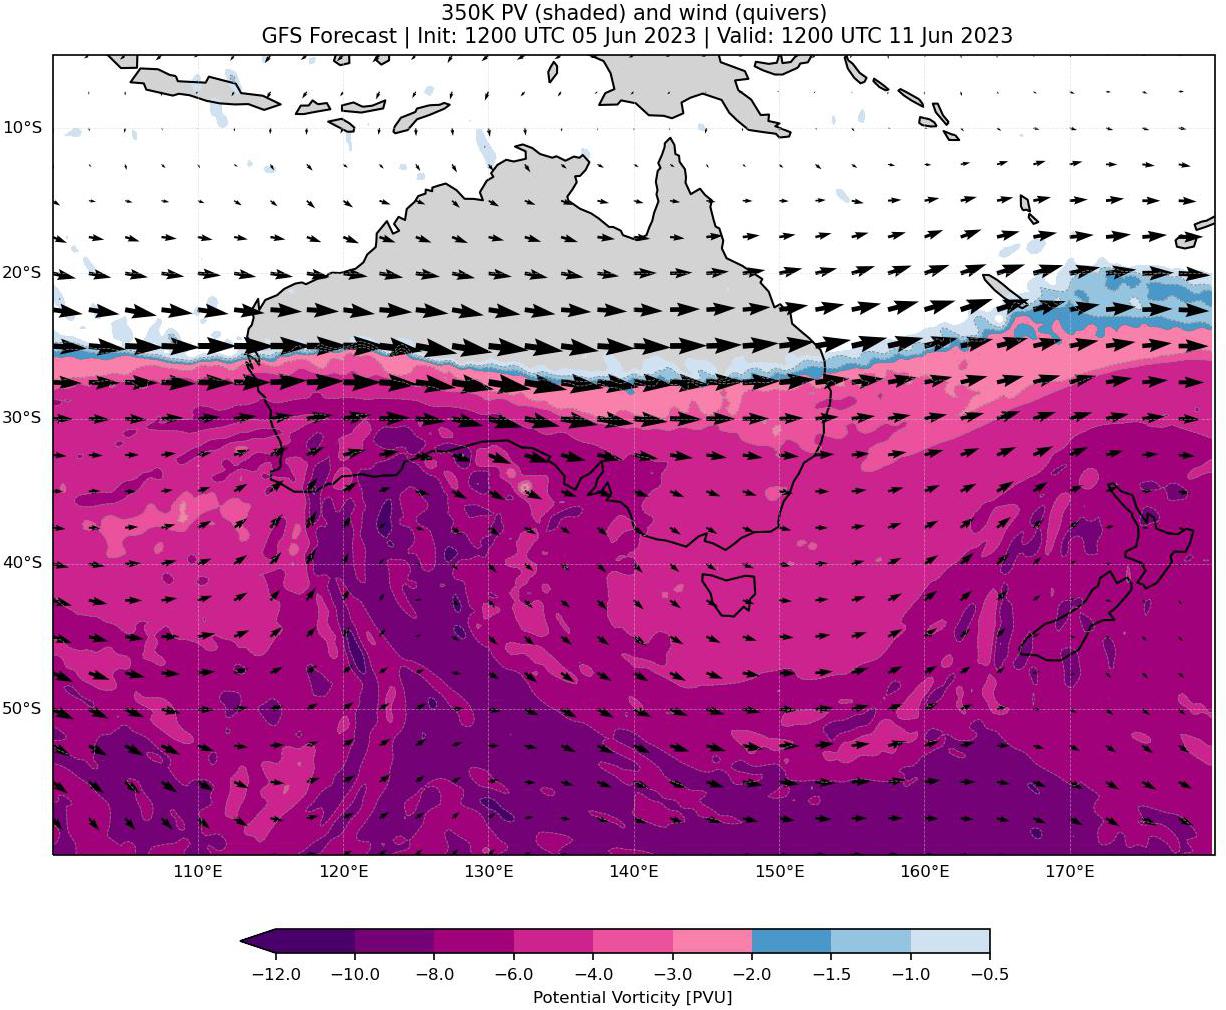 350K PV (shaded) and wind (quivers)
GFS Forecast | Init: 1200 UTC 05 Jun 2023 | Valid: 1200 UTC 11 Jun 2023
10°S
20°S
30°S
40°S
50°S
110°E 120°E 130°E 140°E 150°E 160°E 170°E
−12.0 −10.0 −8.0 −6.0 −4.0 −3.0 −2.0 −1.5 −1.0 −0.5
Potential Vorticity [PVU]